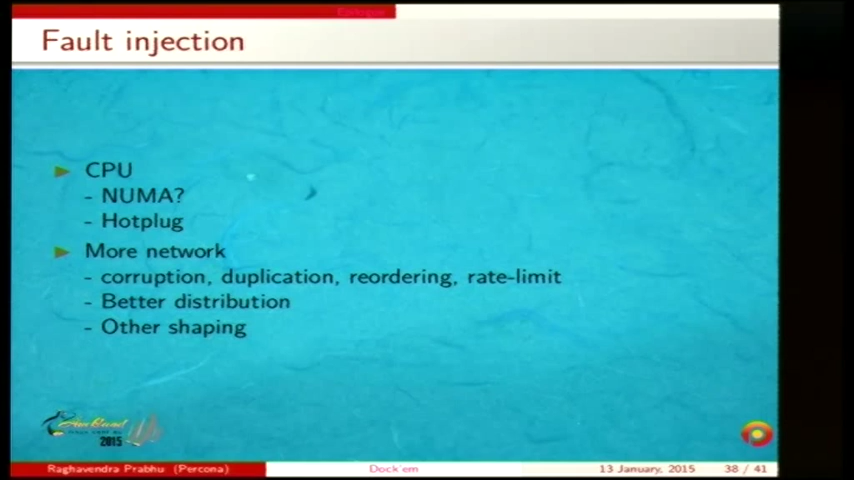 Epilogue
Fault injection
CPU
- NUMA?
- Hotplug
More network
- corruption, duplication, reordering, rate-limit
- Better distribution
- Other shaping
2015
Raghavendra Prabhu (Percona)
Dock'em
13 January, 2015
38 / 41